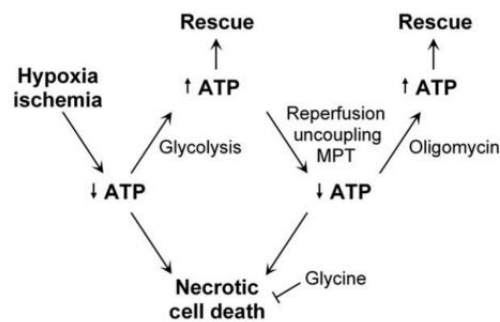 Rescue
Rescue
Hypoxia
ischemia
↑ ATP
↑ ATP
Glycolysis
Reperfusion
uncoupling
MPT
Oligomycin
↓ ATP
↓ ATP
Necrotic
cell death
Glycine